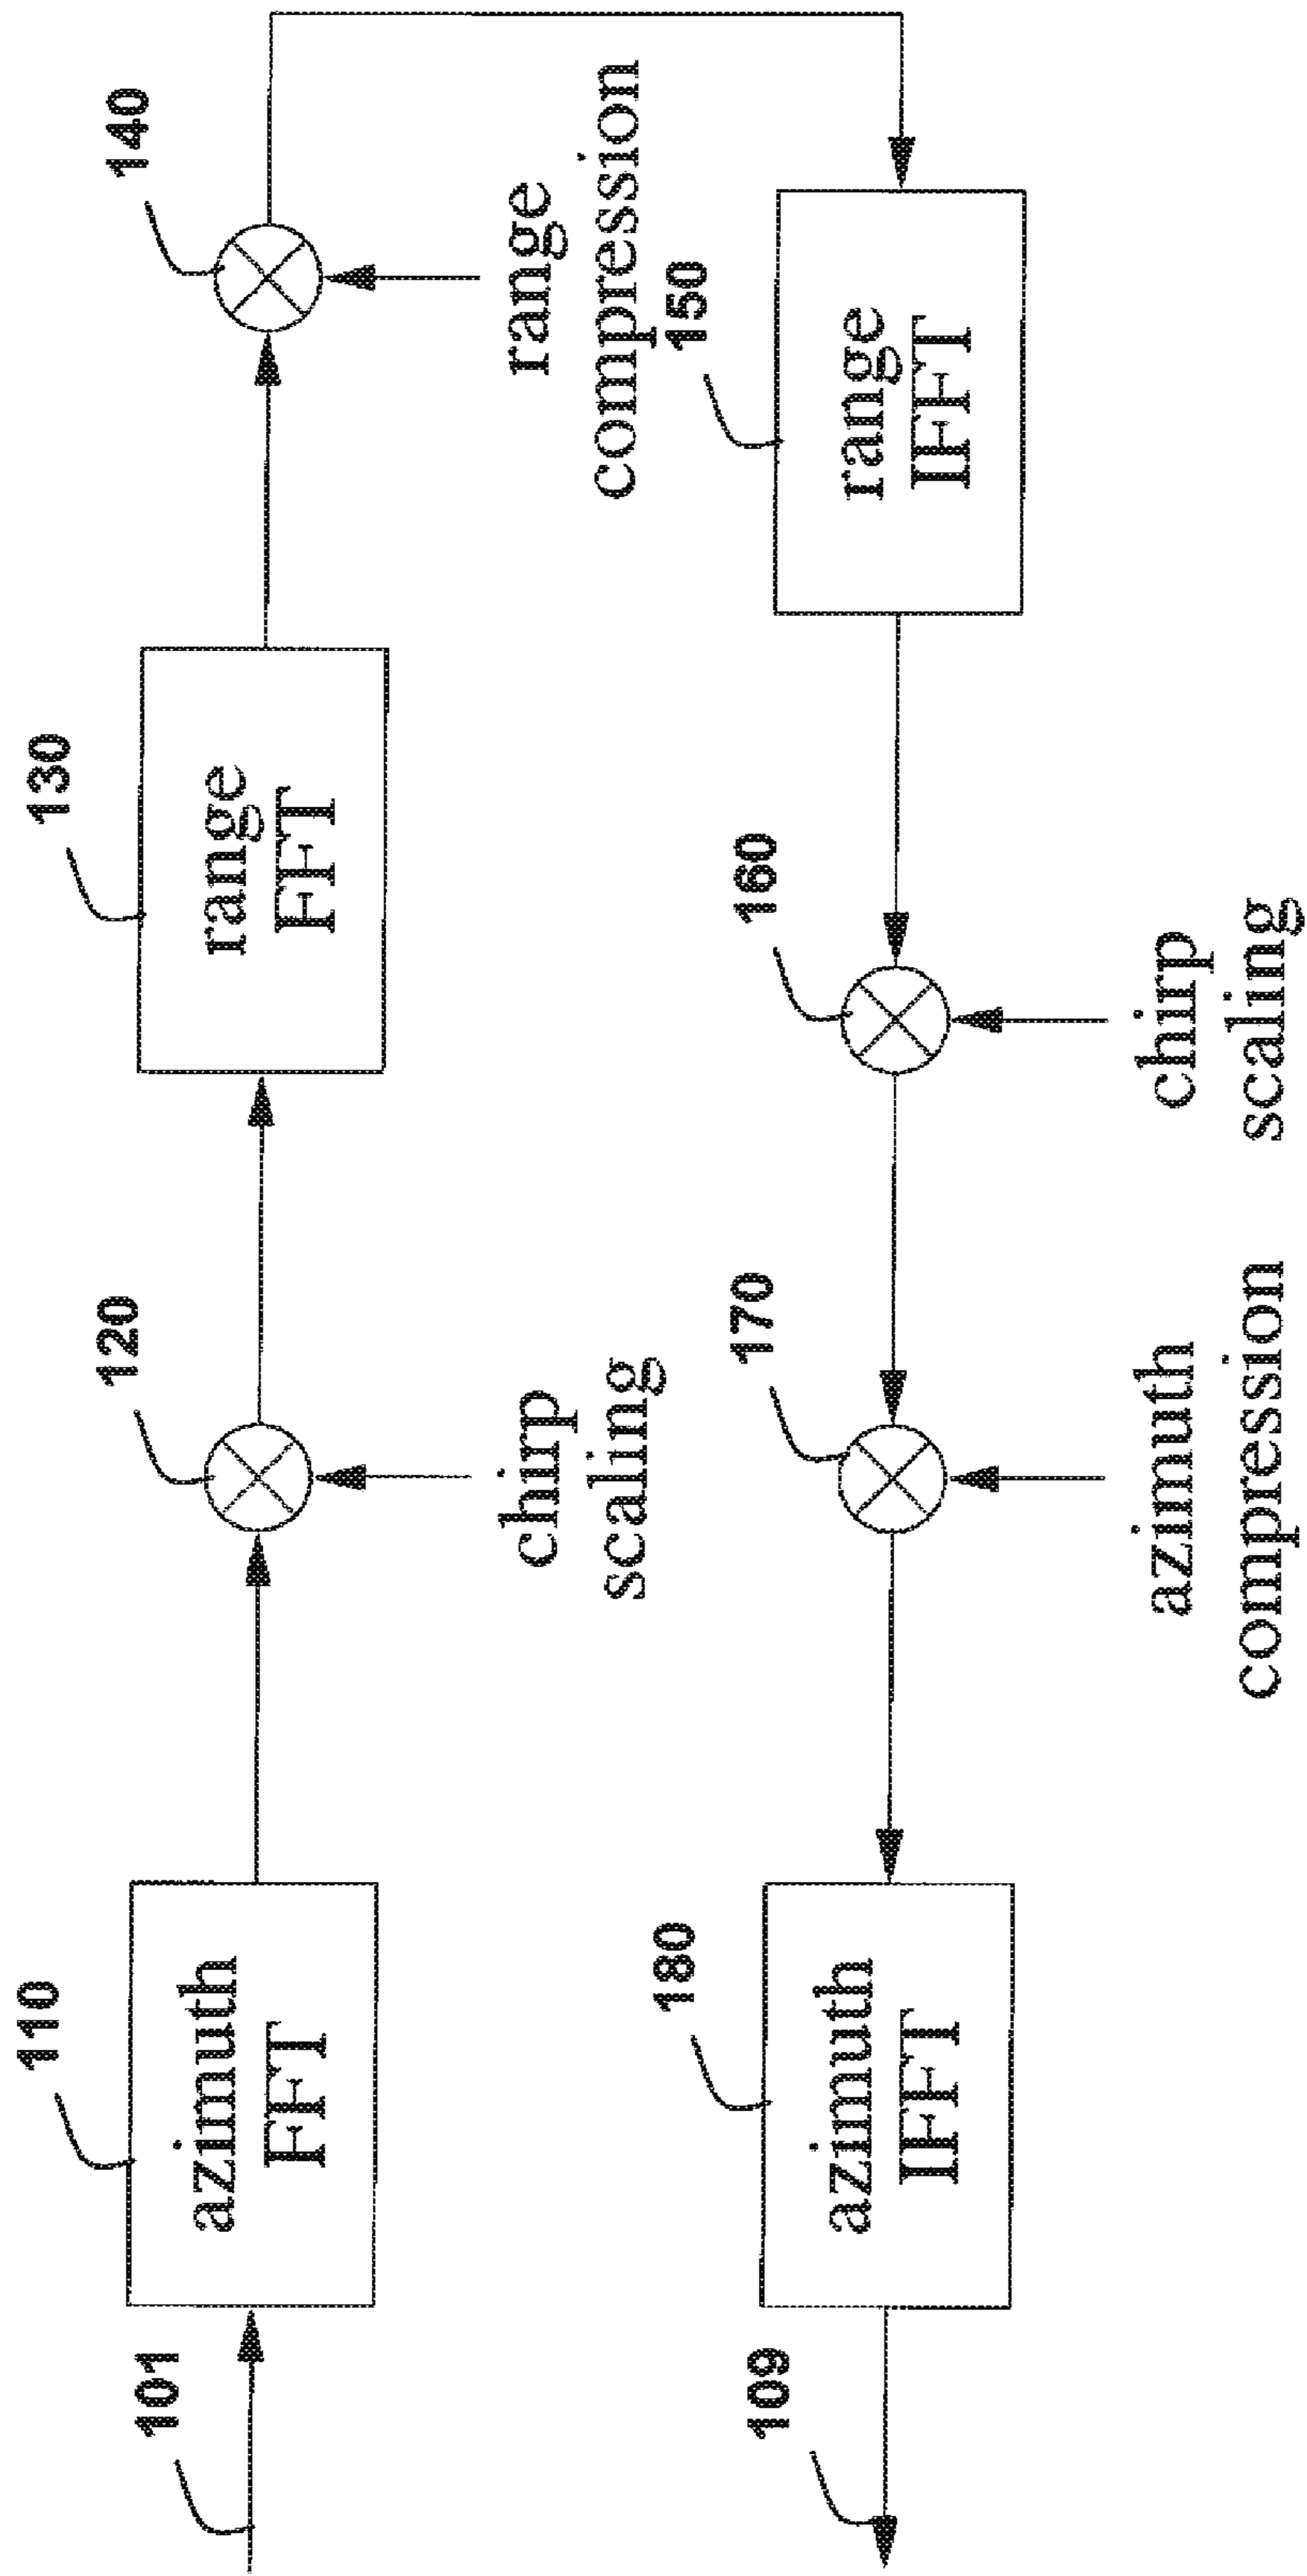 101
110
azimuth
FFT
120
chirp
scaling
130
range
FFT
140
range
compression
150
range
IFFT
160
chirp
scaling
170
azimuth
compression
180
azimuth
IFFT
109